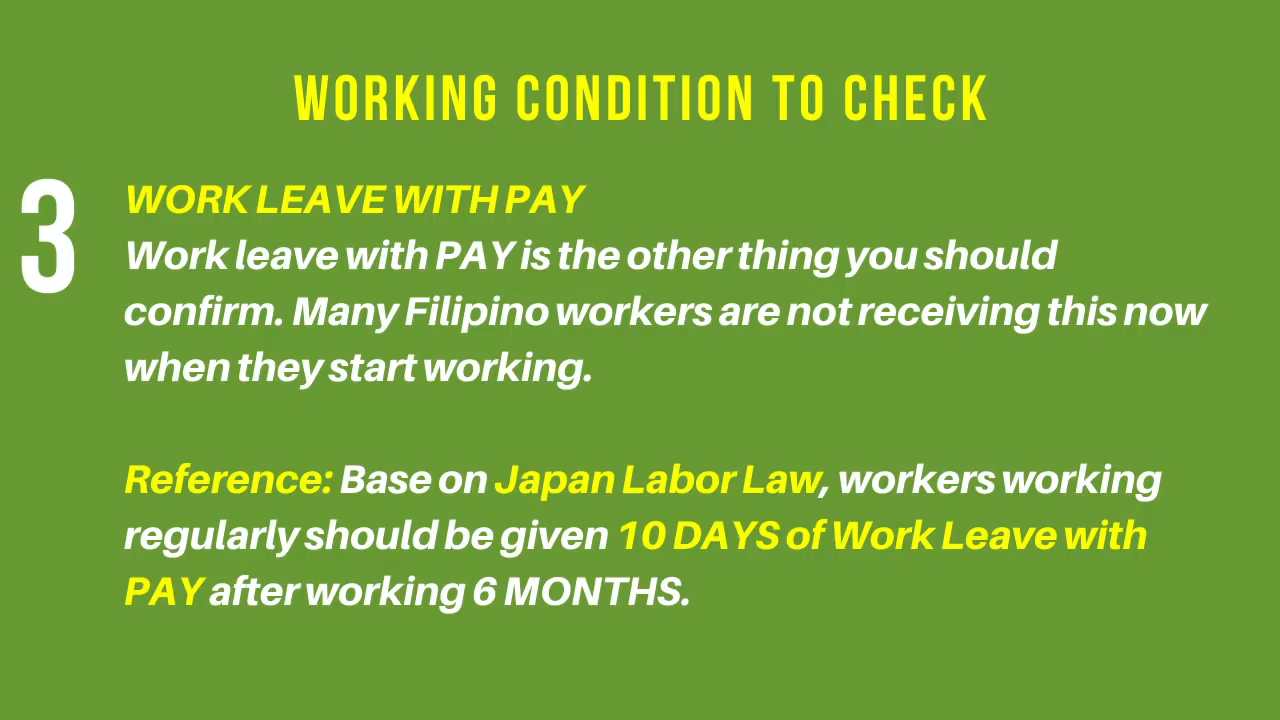 WORKING CONDITION TO CHECK
3
WORK LEAVE WITH PAY
Work leave with PAY is the other thing you should
confirm. Many Filipino workers are not receiving this now
when they start working.
Reference: Base on Japan Labor Law, workers working
regularly should be given 10 DAYS of Work Leave with
PAY after working 6 MONTHS.